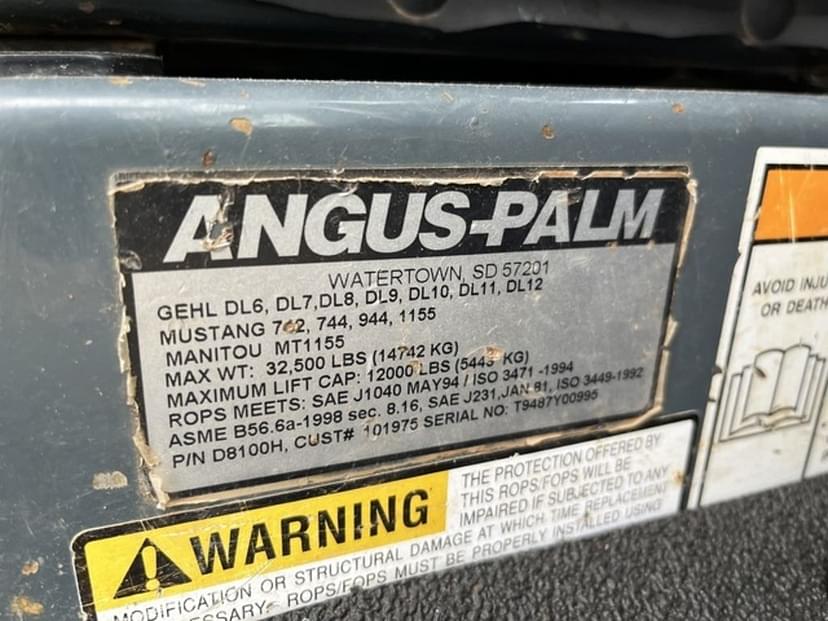 ANGUS-PALM
WATERTOWN, SD 57201
GEHL DL6, DL7,DL8, DL9, DL10, DL11, DL12
MUSTANG 742, 744, 944, 1155
MANITOU MT1155
MAX WT: 32,500 LBS (14742 KG)
MAXIMUM LIFT CAP: 12000 LBS (5443 KG)
ROPS MEETS: SAE J1040 MAY94 / ISO 3471 -1994
ASME B56.6a-1998 sec. 8.16, SAE J231,JAN.81, ISO 3449-1992
P/N D8100H, CUST# 101975 SERIAL NO: T9487Y00995
WARNING
THE PROTECTION OFFERED BY
THIS ROPS/FOPS WILL BE
IMPAIRED IF SUBJECTED TO ANY
MODIFICATION OR STRUCTURAL DAMAGE AT WHICH TIME REPLACEMENT
ROPS/FOPS MUST BE PROPERLY INSTALLED USING
AVOID
OR DEATH